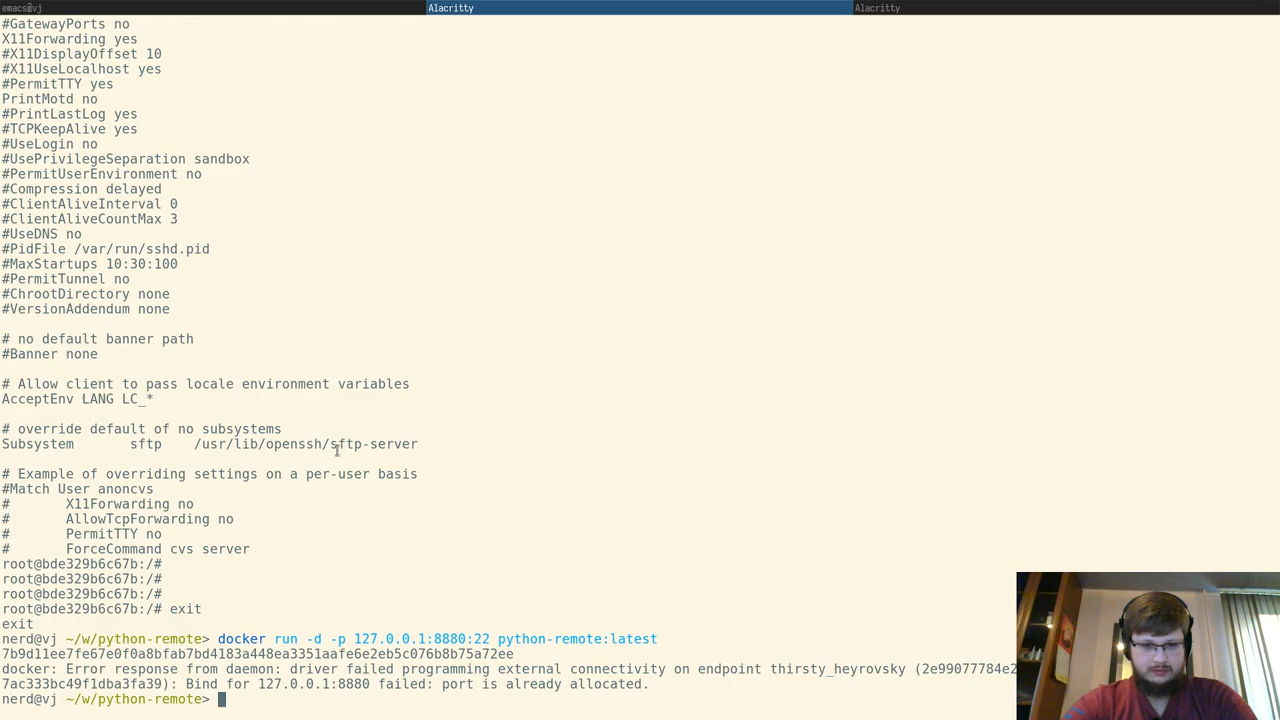 emacs@vj
Alacritty
Alacritty
#GatewayPorts no
X11Forwarding yes
#X11DisplayOffset 10
#X11UseLocalhost yes
#PermitTTY yes
PrintMotd no
#PrintLastLog yes
#TCPKeepAlive yes
#UseLogin no
#UsePrivilegeSeparation sandbox
#PermitUserEnvironment no
#Compression delayed
#ClientAliveInterval 0
#ClientAliveCountMax 3
#UseDNS no
#PidFile /var/run/sshd.pid
#MaxStartups 10:30:100
#PermitTunnel no
#ChrootDirectory none
#VersionAddendum none
# no default banner path
#Banner none
# Allow client to pass locale environment variables
AcceptEnv LANG LC_*
# override default of no subsystems
Subsystem       sftp    /usr/lib/openssh/sftp-server
# Example of overriding settings on a per-user basis
#Match User anoncvs
#       X11Forwarding no
#       AllowTcpForwarding no
#       PermitTTY no
#       ForceCommand cvs server
root@bde329b6c67b:/#
root@bde329b6c67b:/#
root@bde329b6c67b:/#
root@bde329b6c67b:/# exit
exit
nerd@vj ~/w/python-remote> docker run -d -p 127.0.0.1:8880:22 python-remote:latest
7b9d11ee7fe67e0f0a8bfab7bd4183a448ea3351aafe6e2eb5c076b8b75a72ee
docker: Error response from daemon: driver failed programming external connectivity on endpoint thirsty_heyrovsky (2e99077784e2
7ac333bc49f1dba3fa39): Bind for 127.0.0.1:8880 failed: port is already allocated.
nerd@vj ~/w/python-remote>